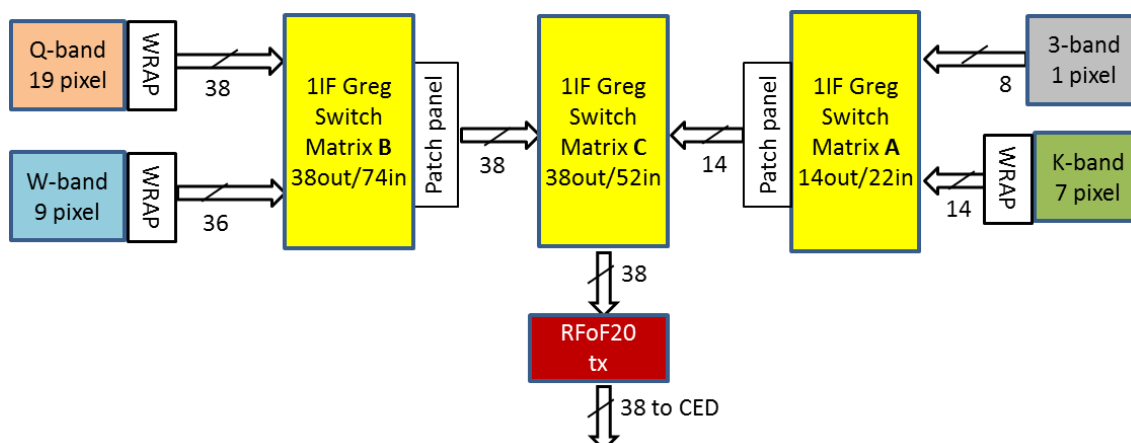 Q-band
19 pixel
WRAP
38
1IF Greg
Switch
Matrix B
38out/74in
Patch panel
38
1IF Greg
Switch
Matrix C
38out/52in
14
Patch panel
1IF Greg
Switch
Matrix A
14out/22in
8
3-band
1 pixel
W-band
9 pixel
WRAP
36
14
WRAP
K-band
7 pixel
38
RFoF20
tx
38 to CED